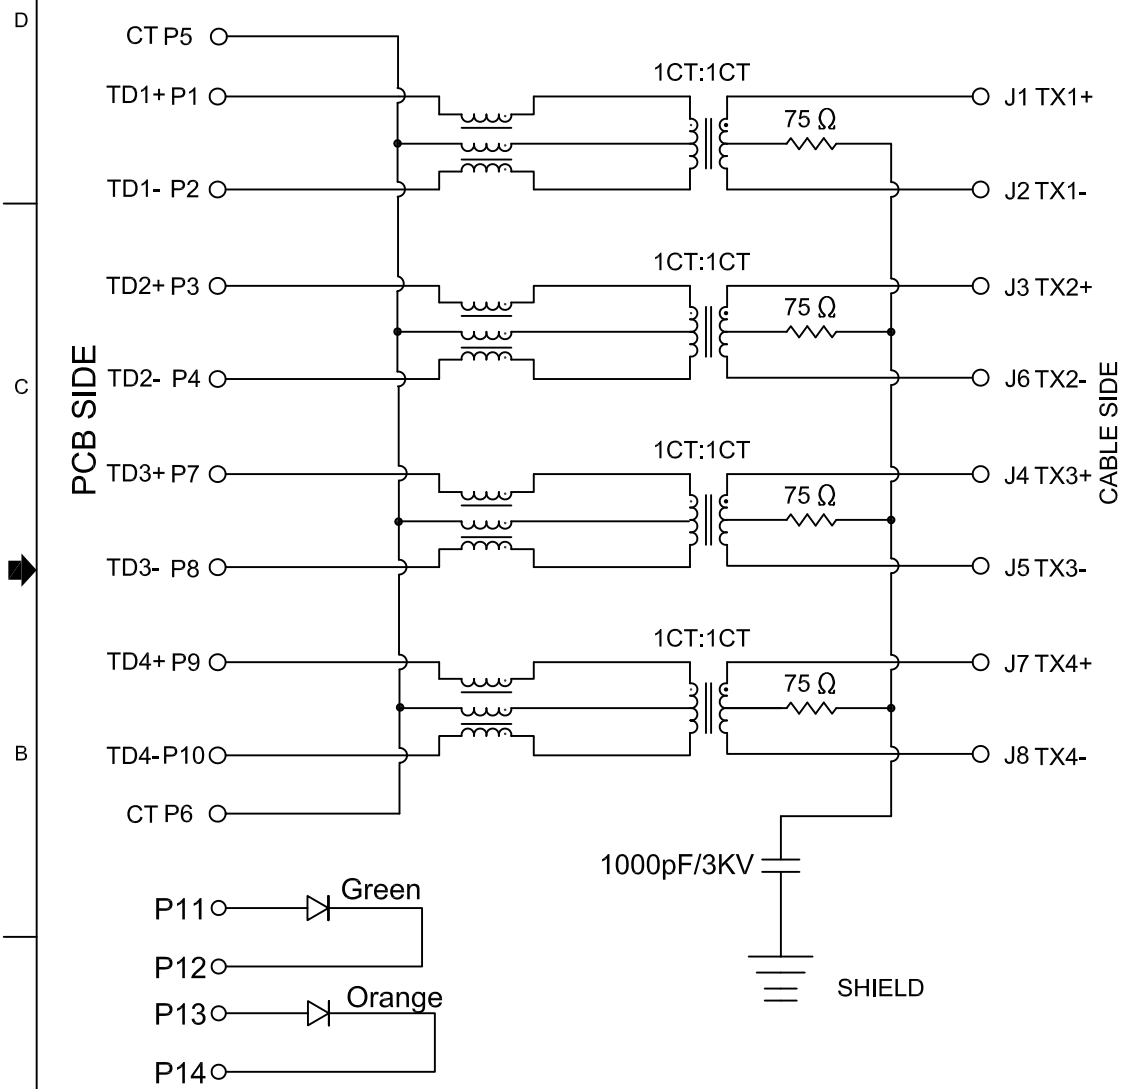 D
CT P5
TD1+ P1
1CT:1CT
75 Ω
J1 TX1+
TD1- P2
J2 TX1-
TD2+ P3
1CT:1CT
75 Ω
J3 TX2+
C
PCB SIDE
TD2- P4
J6 TX2-
CABLE SIDE
TD3+ P7
1CT:1CT
75 Ω
J4 TX3+
TD3- P8
J5 TX3-
TD4+ P9
1CT:1CT
75 Ω
J7 TX4+
B
TD4- P10
J8 TX4-
CT P6
1000pF/3KV
P11
Green
P12
SHIELD
P13
Orange
P14